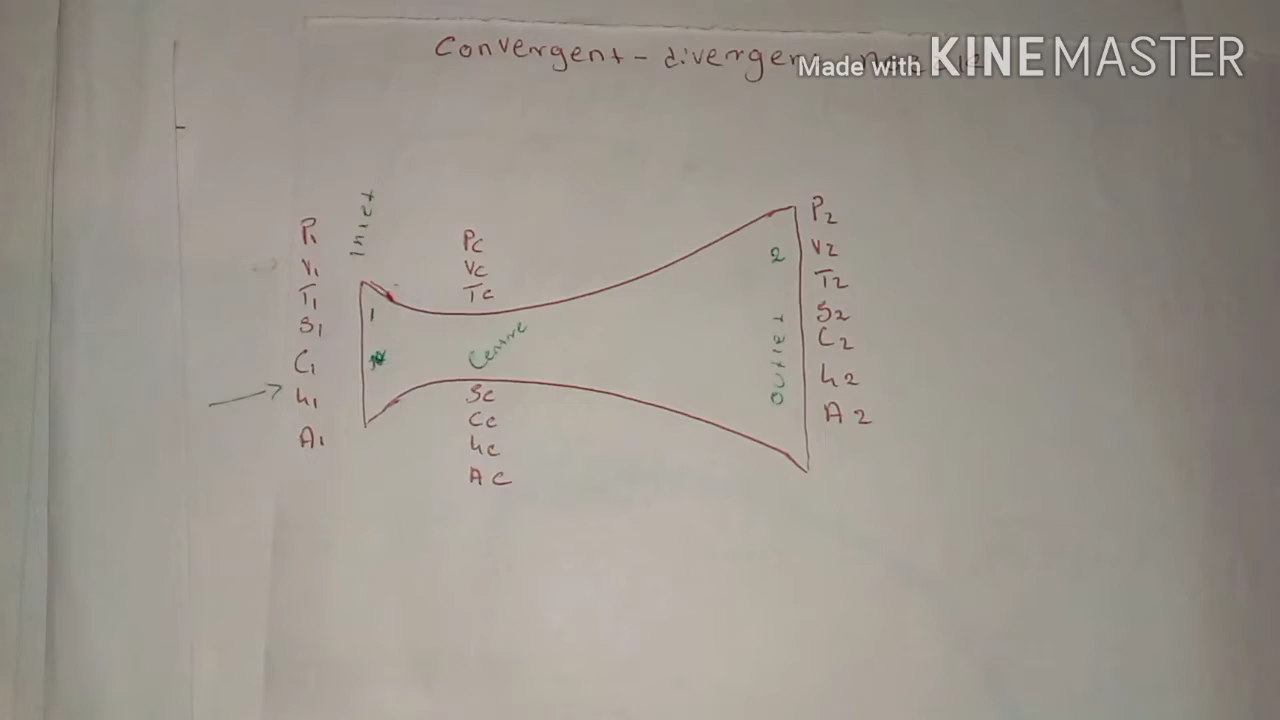 Convergent - divergent nozzle
Made with KINEMASTER
Inlet
P1
V1
T1
S1
C1
h1
A1
1
Pc
Vc
Tc
Centre
Sc
Cc
hc
Ac
2
Outlet
P2
V2
T2
S2
C2
h2
A2